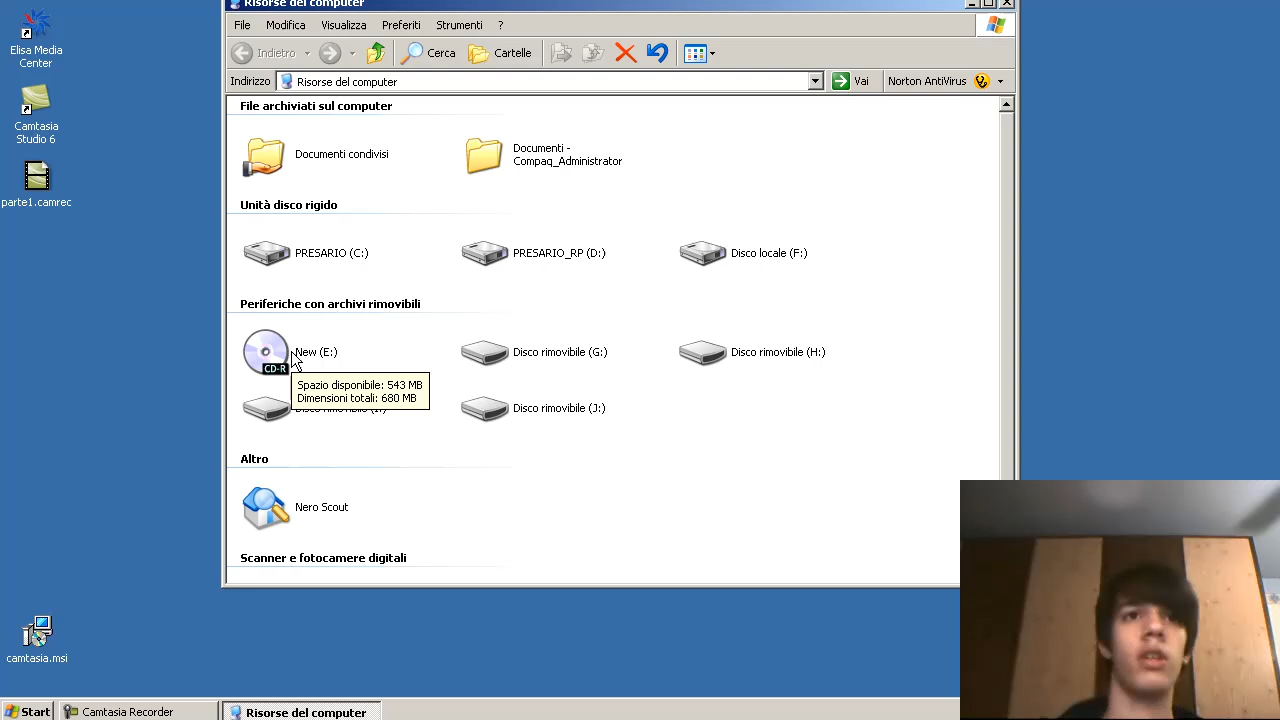 Risorse del computer
File Modifica Visualizza Preferiti Strumenti ?
Indietro Cerca Cartelle
Indirizzo Risorse del computer Vai Norton AntiVirus
Elisa Media
Center
Camtasia
Studio 6
parte1.camrec
File archiviati sul computer
Documenti condivisi
Documenti -
Compaq_Administrator
Unità disco rigido
PRESARIO (C:)
PRESARIO_RP (D:)
Disco locale (F:)
Periferiche con archivi rimovibili
CD-R
New (E:)
Disco rimovibile (G:)
Disco rimovibile (H:)
Spazio disponibile: 543 MB
Dimensioni totali: 680 MB
Disco rimovibile (J:)
Altro
Nero Scout
Scanner e fotocamere digitali
camtasia.msi
Start Camtasia Recorder Risorse del computer